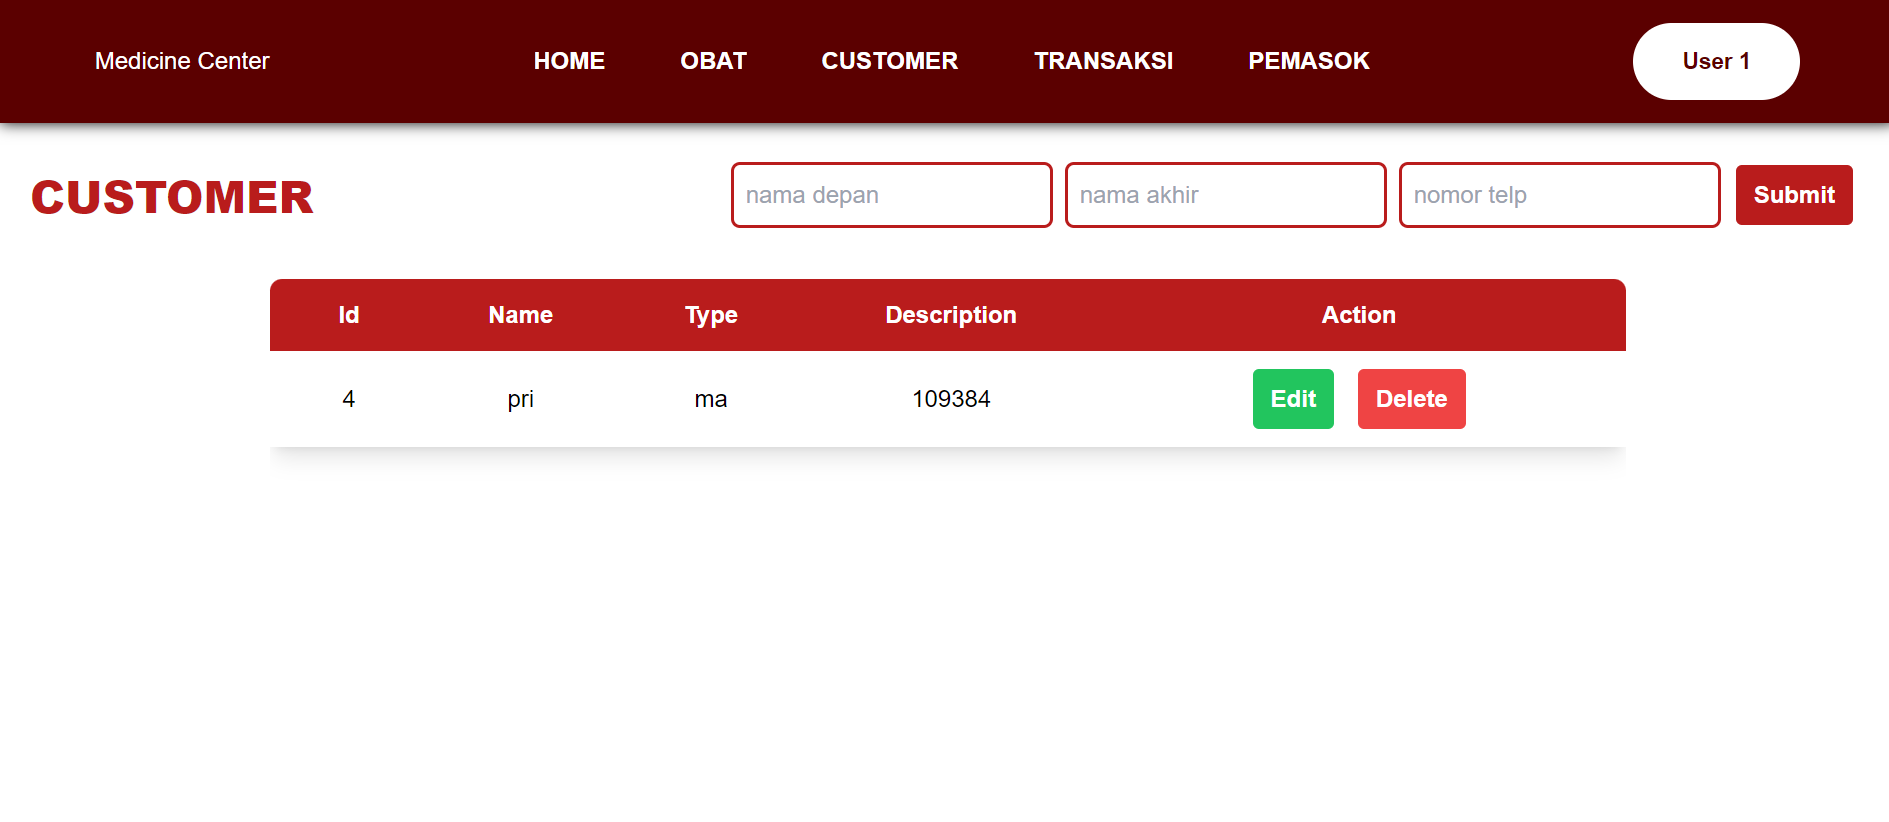 Medicine Center HOME OBAT CUSTOMER TRANSAKSI PEMASOK User 1
CUSTOMER nama depan nama akhir nomor telp Submit
Id Name Type Description Action
4 pri ma 109384 Edit Delete